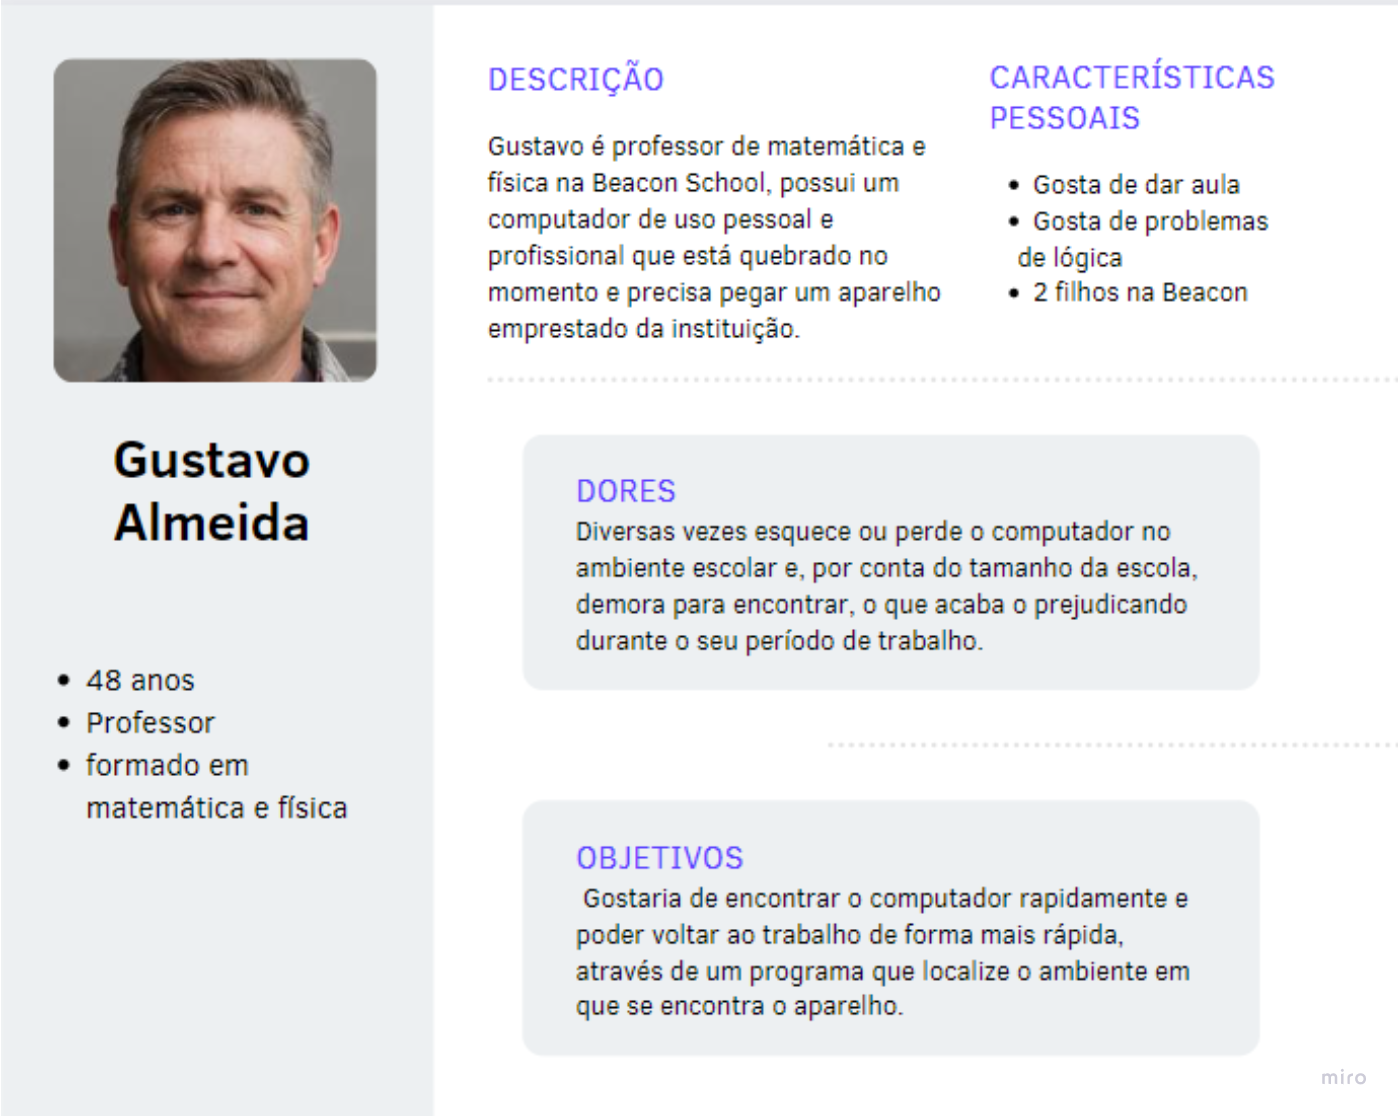 Gustavo
Almeida
• 48 anos
• Professor
• formado em
matemática e física
DESCRIÇÃO
Gustavo é professor de matemática e
física na Beacon School, possui um
computador de uso pessoal e
profissional que está quebrado no
momento e precisa pegar um aparelho
emprestado da instituição.
CARACTERÍSTICAS
PESSOAIS
• Gosta de dar aula
• Gosta de problemas
de lógica
• 2 filhos na Beacon
DORES
Diversas vezes esquece ou perde o computador no
ambiente escolar e, por conta do tamanho da escola,
demora para encontrar, o que acaba o prejudicando
durante o seu período de trabalho.
OBJETIVOS
Gostaria de encontrar o computador rapidamente e
poder voltar ao trabalho de forma mais rápida,
através de um programa que localize o ambiente em
que se encontra o aparelho.
miro